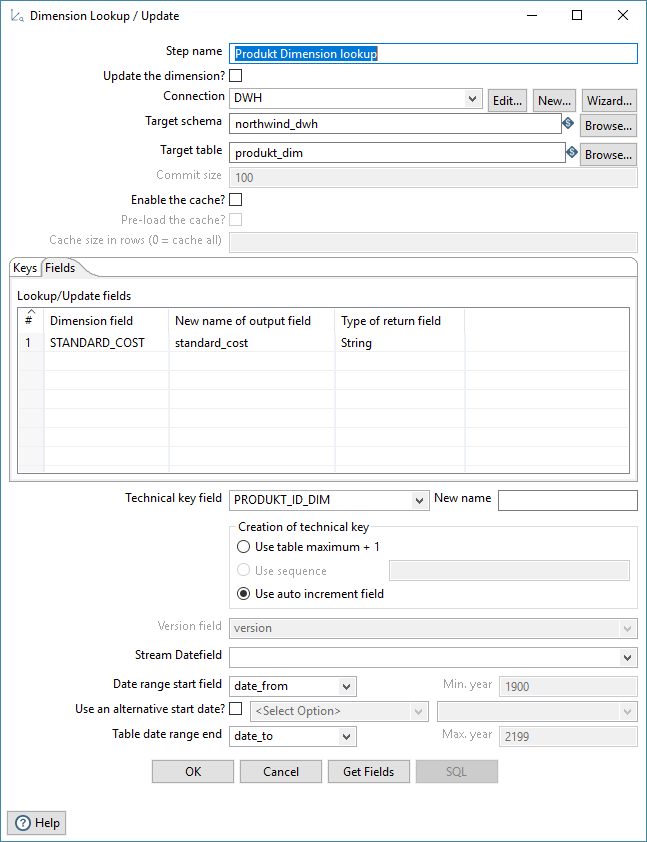 Dimension Lookup / Update
Step name Produkt Dimension lookup
Update the dimension?
Connection DWH Edit... New... Wizard...
Target schema northwind_dwh S Browse...
Target table produkt_dim S Browse...
Commit size 100
Enable the cache?
Pre-load the cache?
Cache size in rows (0 = cache all)
Keys Fields
Lookup/Update fields
# Dimension field New name of output field Type of return field
1 STANDARD_COST standard_cost String
Technical key field PRODUKT_ID_DIM New name
Creation of technical key
Use table maximum + 1
Use sequence
Use auto increment field
Version field version
Stream Datefield
Date range start field date_from Min. year 1900
Use an alternative start date? <Select Option>
Table date range end date_to Max. year 2199
OK Cancel Get Fields SQL
? Help